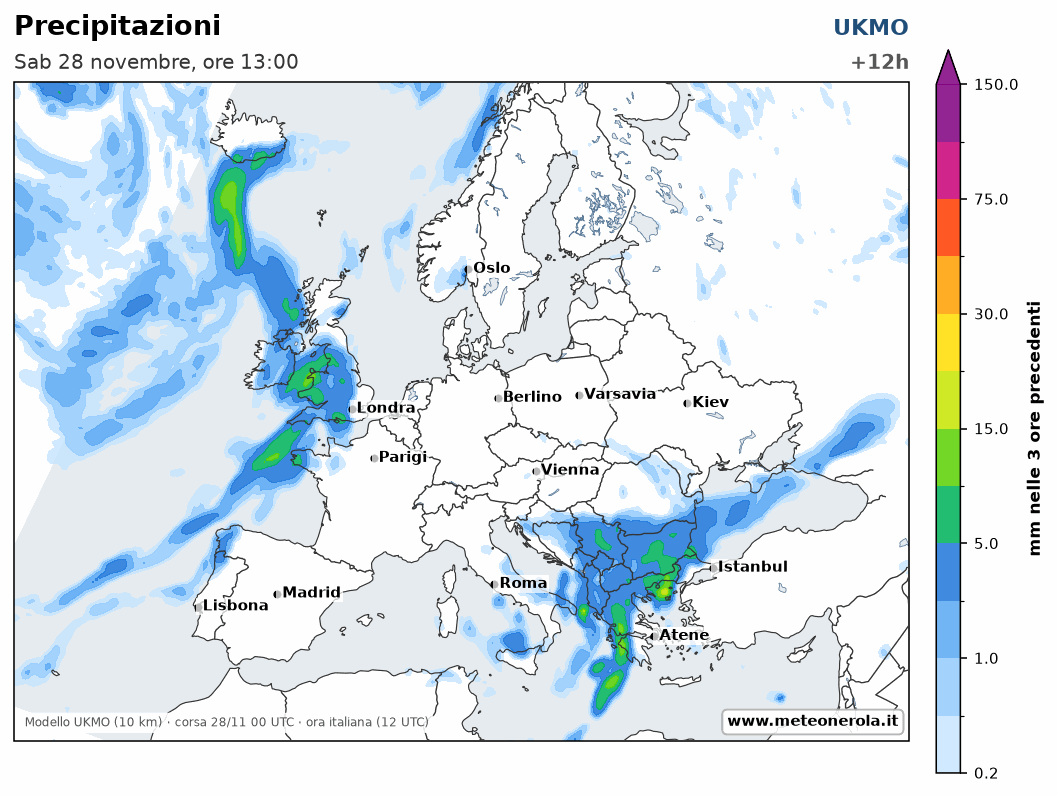 Precipitazioni
UKMO
Sab 28 novembre, ore 13:00
+12h
150.0
75.0
30.0
15.0
5.0
1.0
0.2
mm nelle 3 ore precedenti
Oslo
Berlino
Varsavia
Kiev
Londra
Parigi
Vienna
Istanbul
Roma
Madrid
Lisbona
Atene
Modello UKMO (10 km) · corsa 28/11 00 UTC · ora italiana (12 UTC)
www.meteonerola.it